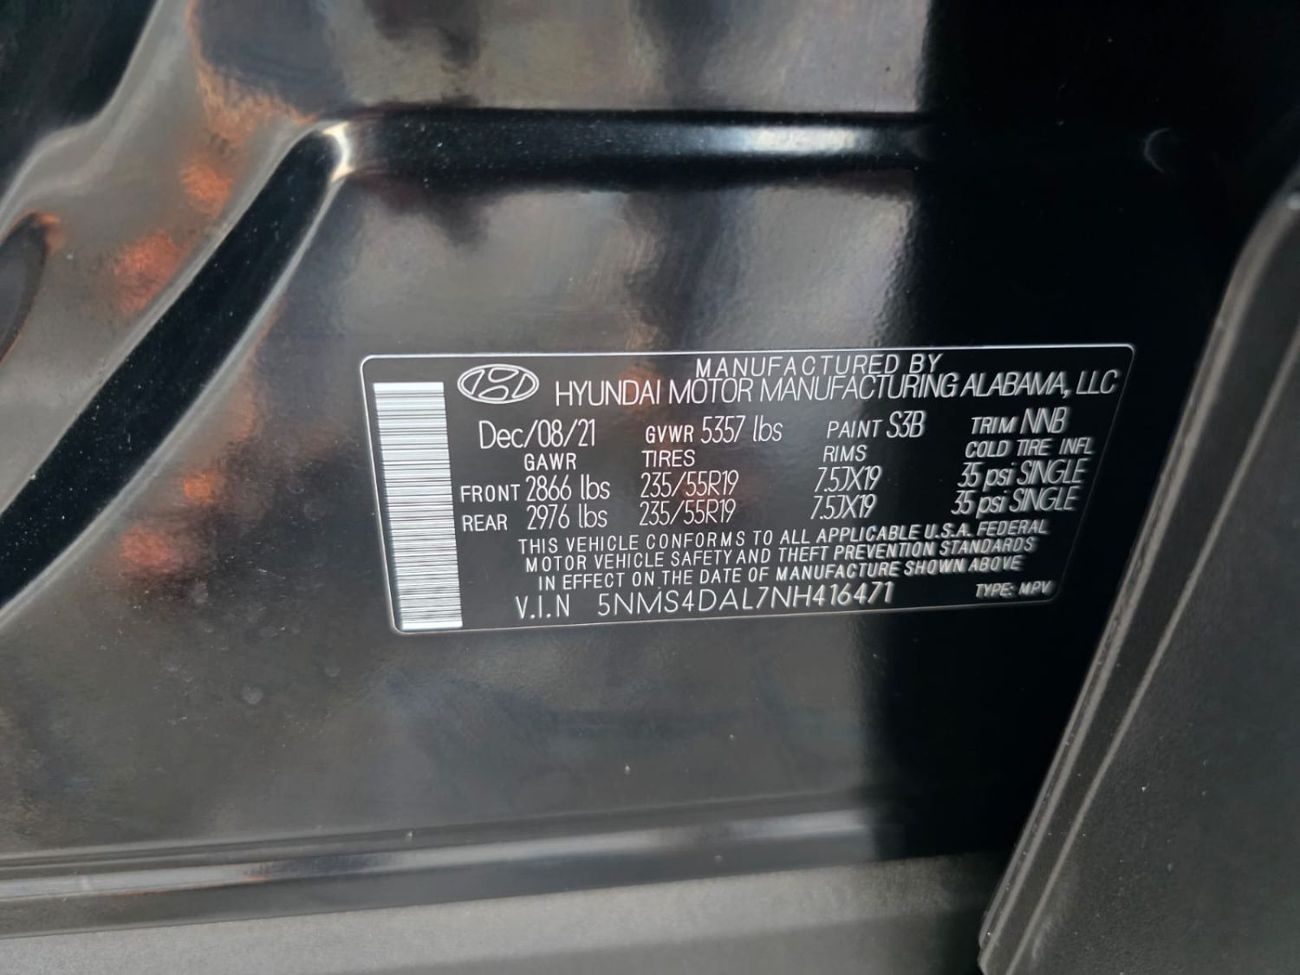 MANUFACTURED BY
HYUNDAI MOTOR MANUFACTURING ALABAMA, LLC
Dec/08/21 GVWR 5357 lbs PAINT S3B TRIM NNB
GAWR TIRES RIMS COLD TIRE INFL
FRONT 2866 lbs 235/55R19 7.5JX19 35 psi SINGLE
REAR 2976 lbs 235/55R19 7.5JX19 35 psi SINGLE
THIS VEHICLE CONFORMS TO ALL APPLICABLE U.S.A. FEDERAL
MOTOR VEHICLE SAFETY AND THEFT PREVENTION STANDARDS
IN EFFECT ON THE DATE OF MANUFACTURE SHOWN ABOVE
V.I.N 5NMS4DAL7NH416471 TYPE: MPV